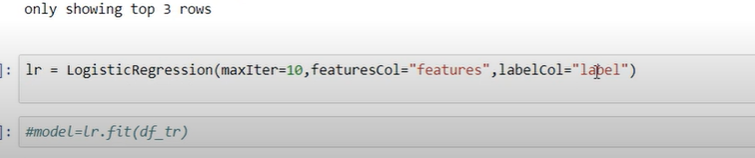 only showing top 3 rows
]: lr = LogisticRegression(maxIter=10,featuresCol="features",labelCol="label")
]: #model=lr.fit(df_tr)